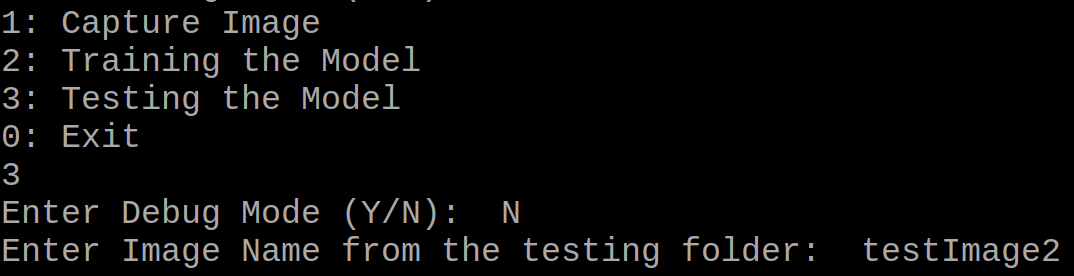 1: Capture Image
2: Training the Model
3: Testing the Model
0: Exit
3
Enter Debug Mode (Y/N):  N
Enter Image Name from the testing folder:  testImage2